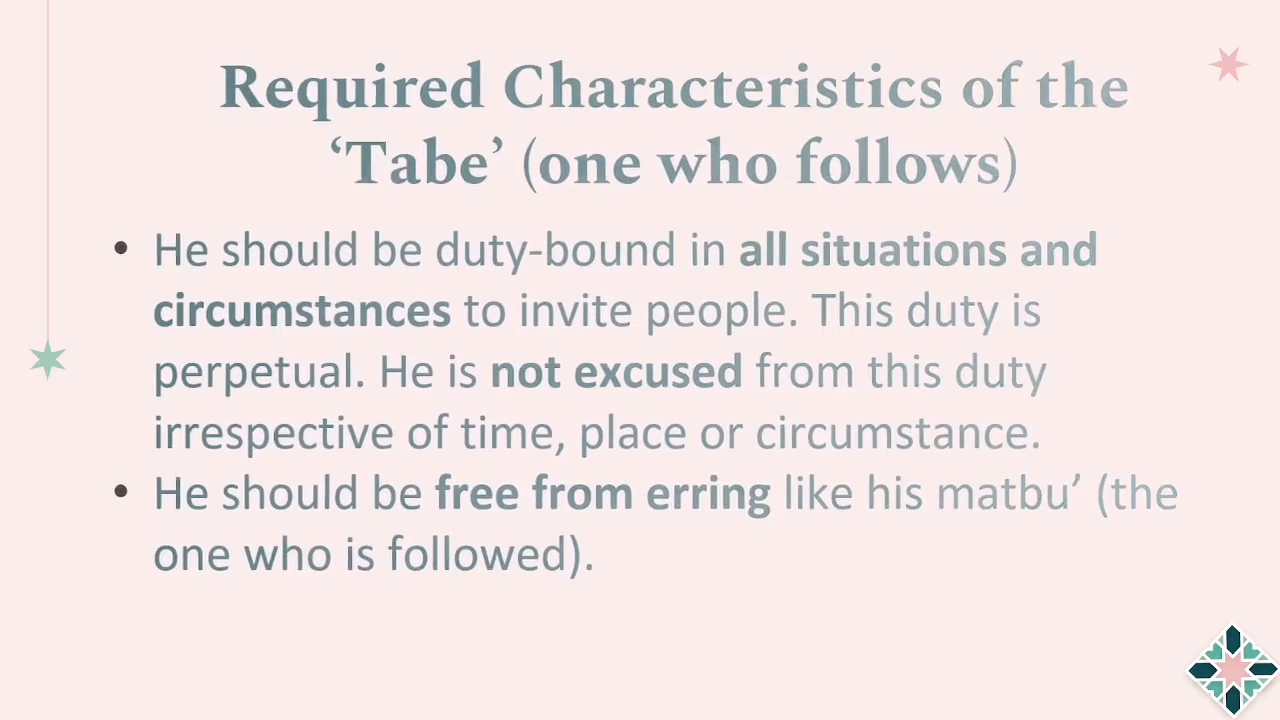 Required Characteristics of the
‘Tabe’ (one who follows)
• He should be duty-bound in all situations and
circumstances to invite people. This duty is
perpetual. He is not excused from this duty
irrespective of time, place or circumstance.
• He should be free from erring like his matbu’ (the
one who is followed).